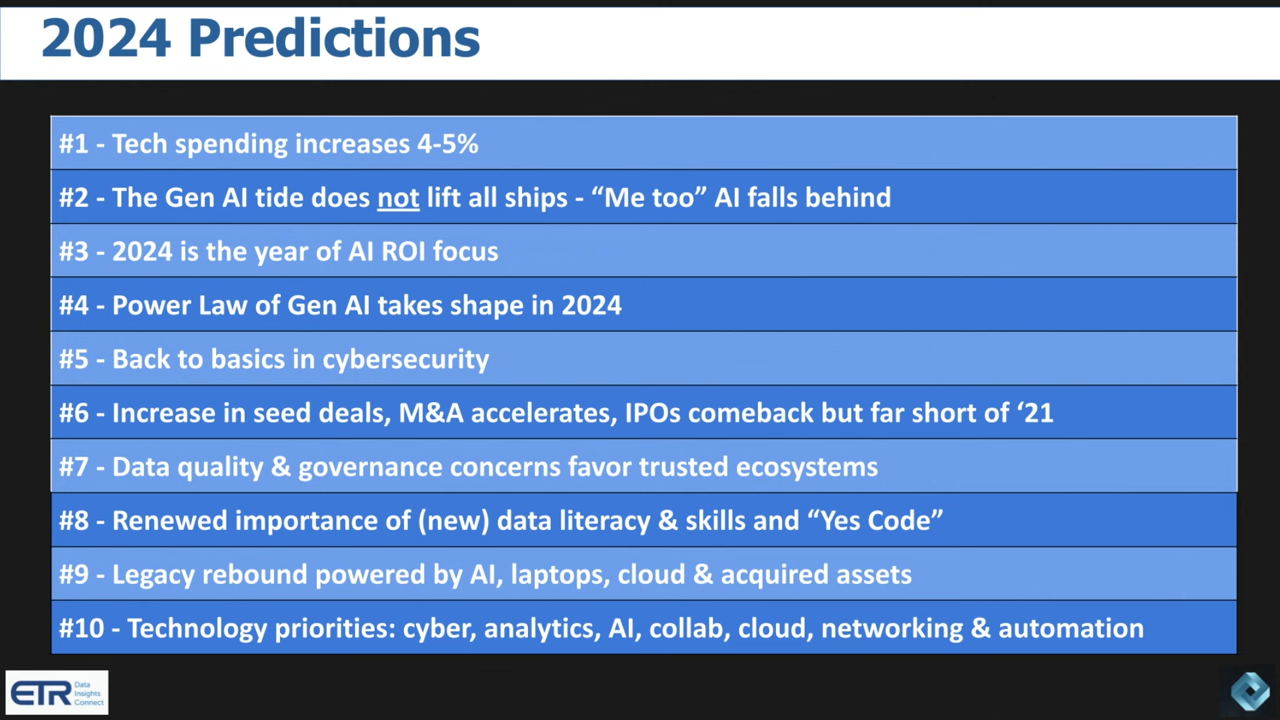 2024 Predictions
#1 - Tech spending increases 4-5%
#2 - The Gen AI tide does not lift all ships - “Me too” AI falls behind
#3 - 2024 is the year of AI ROI focus
#4 - Power Law of Gen AI takes shape in 2024
#5 - Back to basics in cybersecurity
#6 - Increase in seed deals, M&A accelerates, IPOs comeback but far short of ‘21
#7 - Data quality & governance concerns favor trusted ecosystems
#8 - Renewed importance of (new) data literacy & skills and “Yes Code”
#9 - Legacy rebound powered by AI, laptops, cloud & acquired assets
#10 - Technology priorities: cyber, analytics, AI, collab, cloud, networking & automation
ETR
Data
Insights
Connect